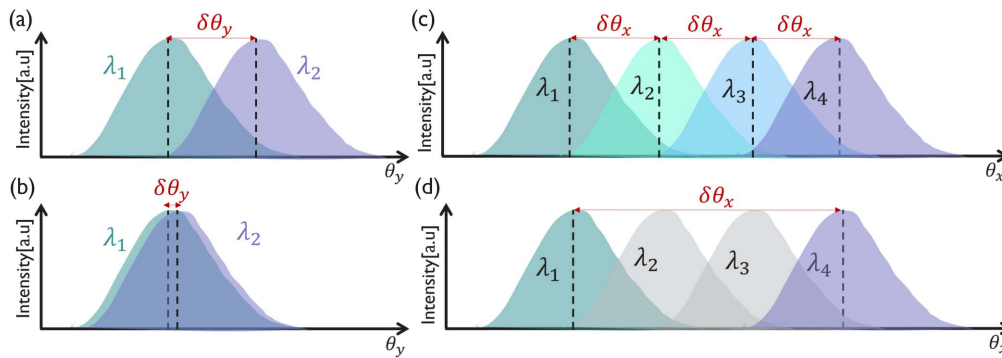 (a)
δθy
λ1
λ2
Intensity[a.u]
θy
(b)
δθy
λ1
λ2
Intensity[a.u]
θy
(c)
δθx
δθx
δθx
λ1
λ2
λ3
λ4
Intensity[a.u]
θx
(d)
δθx
λ1
λ2
λ3
λ4
Intensity[a.u]
θx